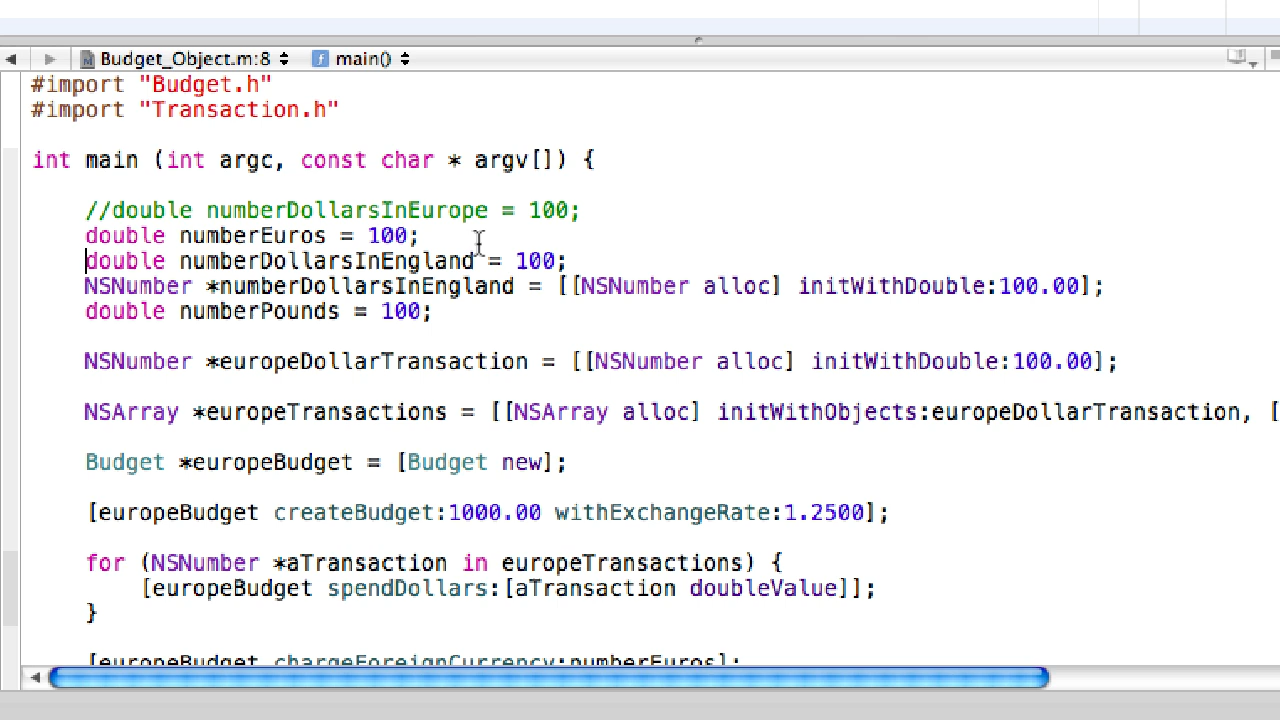 Budget_Object.m:8 main()
#import "Budget.h"
#import "Transaction.h"
int main (int argc, const char * argv[]) {
//double numberDollarsInEurope = 100;
double numberEuros = 100;
double numberDollarsInEngland = 100;
NSNumber *numberDollarsInEngland = [[NSNumber alloc] initWithDouble:100.00];
double numberPounds = 100;
NSNumber *europeDollarTransaction = [[NSNumber alloc] initWithDouble:100.00];
NSArray *europeTransactions = [[NSArray alloc] initWithObjects:europeDollarTransaction, [
Budget *europeBudget = [Budget new];
[europeBudget createBudget:1000.00 withExchangeRate:1.2500];
for (NSNumber *aTransaction in europeTransactions) {
[europeBudget spendDollars:[aTransaction doubleValue]];
}
[europeBudget chargeForeignCurrency:numberEuros];